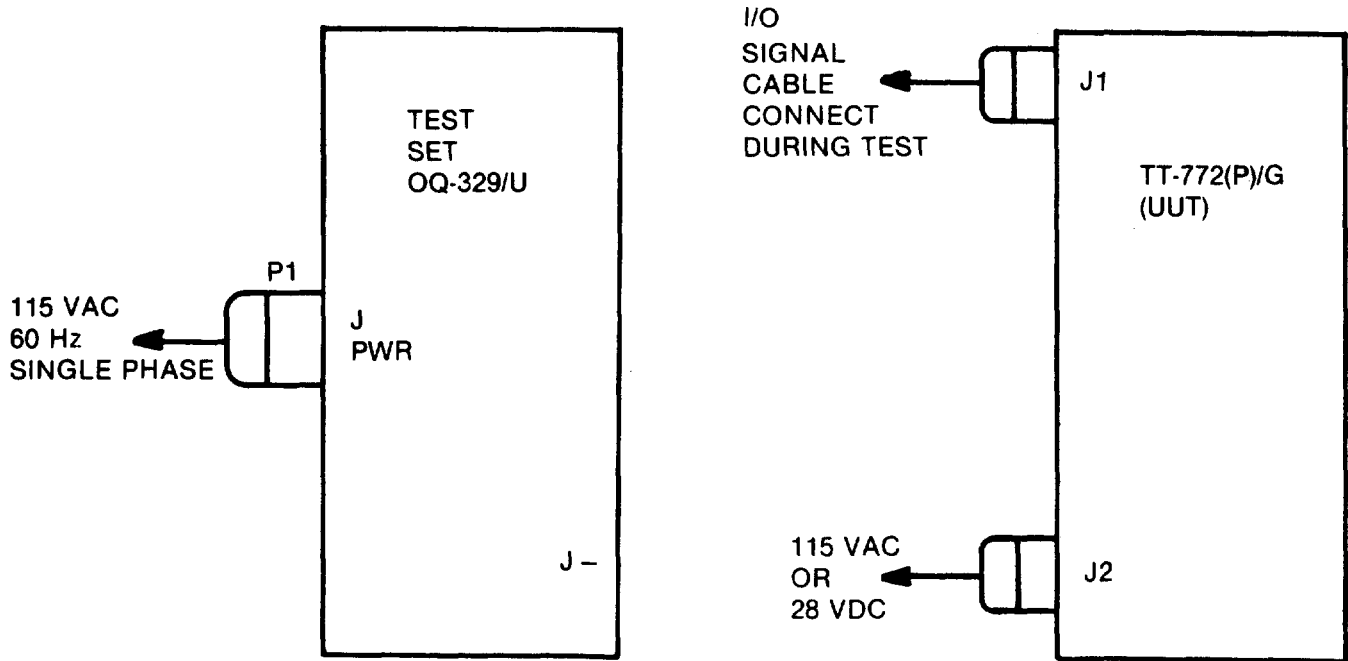 TEST
SET
OQ-329/U
P1
115 VAC
60 Hz
SINGLE PHASE
J
PWR
J –
I/O
SIGNAL
CABLE
CONNECT
DURING TEST
J1
TT-772(P)/G
(UUT)
115 VAC
OR
28 VDC
J2